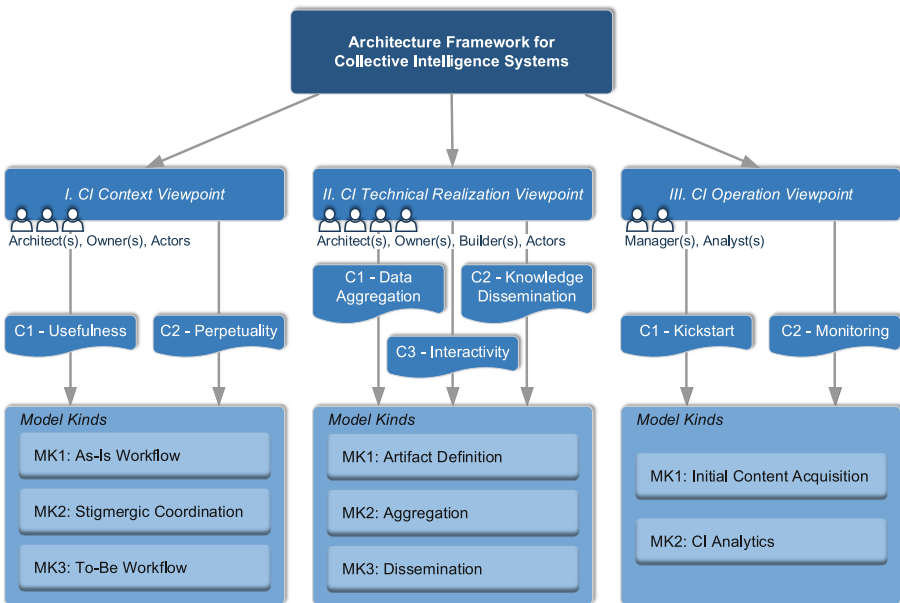 Architecture Framework for
Collective Intelligence Systems
I. CI Context Viewpoint
Architect(s), Owner(s), Actors
C1 - Usefulness
C2 - Perpetuality
Model Kinds
MK1: As-Is Workflow
MK2: Stigmergic Coordination
MK3: To-Be Workflow
II. CI Technical Realization Viewpoint
Architect(s), Owner(s), Builder(s), Actors
C1 - Data
Aggregation
C2 - Knowledge
Dissemination
C3 - Interactivity
Model Kinds
MK1: Artifact Definition
MK2: Aggregation
MK3: Dissemination
III. CI Operation Viewpoint
Manager(s), Analyst(s)
C1 - Kickstart
C2 - Monitoring
Model Kinds
MK1: Initial Content Acquisition
MK2: CI Analytics